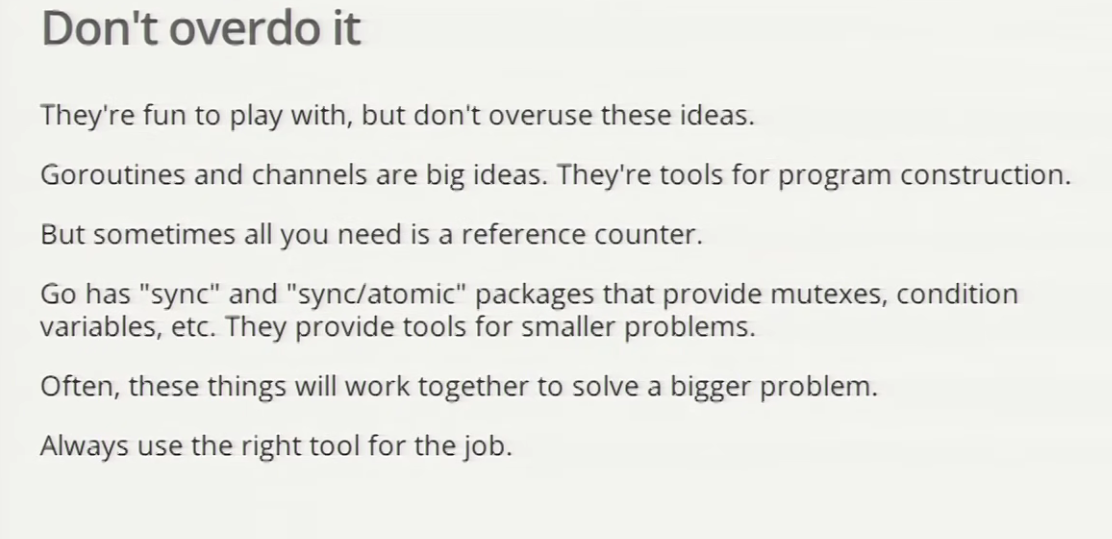 Don't overdo it
They're fun to play with, but don't overuse these ideas.
Goroutines and channels are big ideas. They're tools for program construction.
But sometimes all you need is a reference counter.
Go has "sync" and "sync/atomic" packages that provide mutexes, condition
variables, etc. They provide tools for smaller problems.
Often, these things will work together to solve a bigger problem.
Always use the right tool for the job.